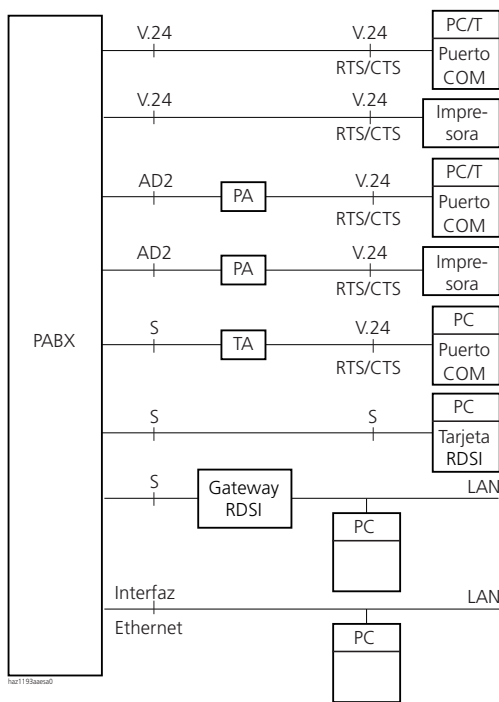 V.24 V.24 PC/T
RTS/CTS Puerto
COM
V.24 V.24 Impre-
RTS/CTS sora
AD2 PA V.24 PC/T
RTS/CTS Puerto
COM
AD2 PA V.24 Impre-
RTS/CTS sora
PABX
S TA V.24 PC
RTS/CTS Puerto
COM
S S PC
Tarjeta
RDSI
S Gateway LAN
RDSI
PC
Interfaz LAN
Ethernet
PC
haz1193aaesa0